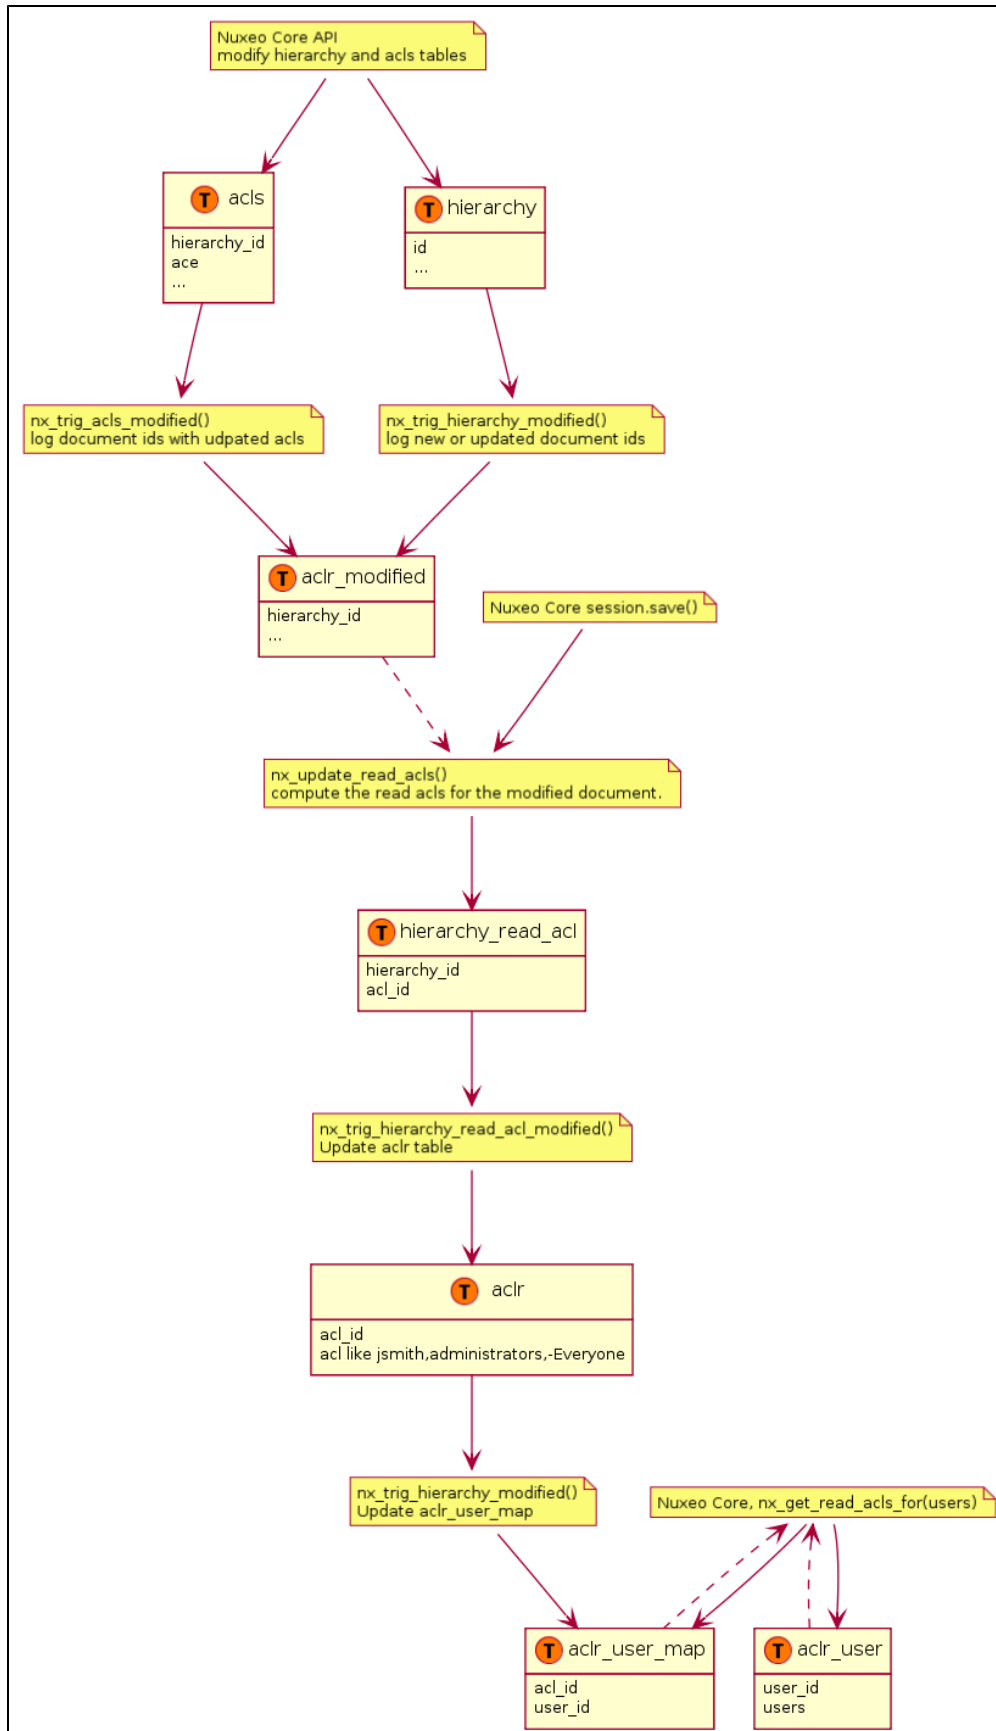 Nuxeo Core API
modify hierarchy and acls tables
T acls
hierarchy_id
ace
...
T hierarchy
id
...
nx_trig_acls_modified()
log document ids with udpated acls
nx_trig_hierarchy_modified()
log new or updated document ids
T aclr_modified
hierarchy_id
...
Nuxeo Core session.save()
nx_update_read_acls()
compute the read acls for the modified document.
T hierarchy_read_acl
hierarchy_id
acl_id
nx_trig_hierarchy_read_acl_modified()
Update aclr table
T aclr
acl_id
acl like jsmith,administrators,-Everyone
nx_trig_hierarchy_modified()
Update aclr_user_map
Nuxeo Core, nx_get_read_acls_for(users)
T aclr_user_map
acl_id
user_id
T aclr_user
user_id
users